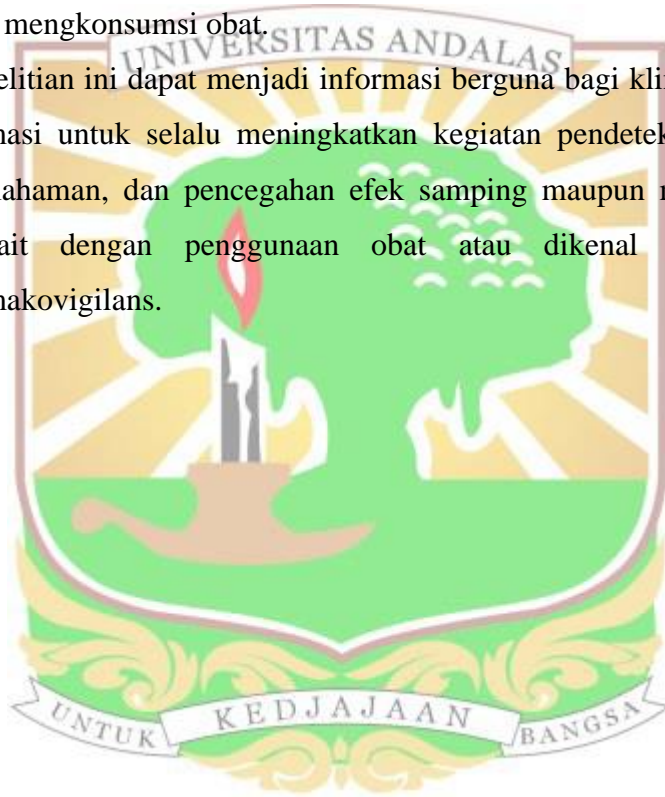 mengkonsumsi obat.
UNIVERSITAS ANDALAS
elitian ini dapat menjadi informasi berguna bagi kli
nasi untuk selalu meningkatkan kegiatan pendetek
nahaman, dan pencegahan efek samping maupun
ait dengan penggunaan obat atau dikenal
nakovigilans.
UNTUK KEDJAJAAN BANGSA